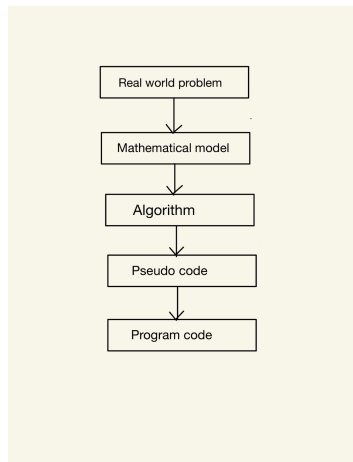 Real world problem
Mathematical model
Algorithm
Pseudo code
Program code